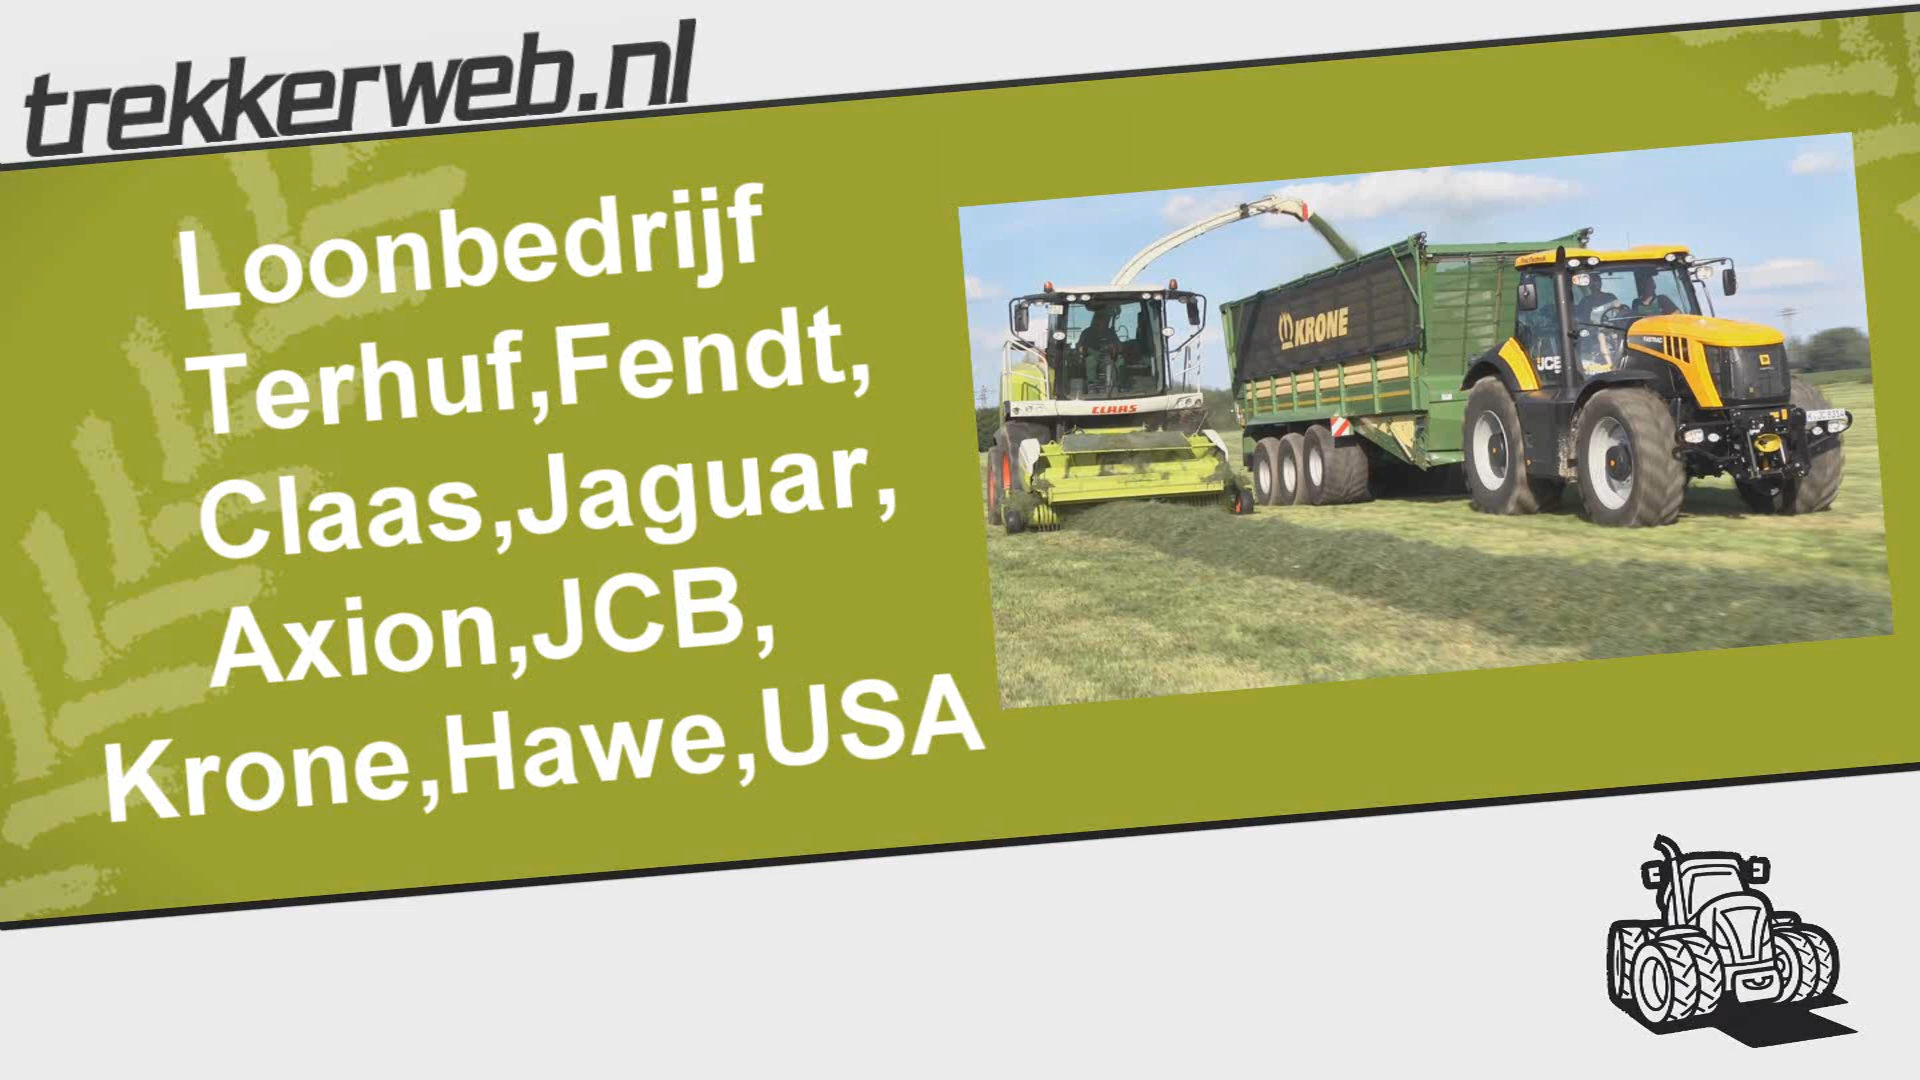 trekkerweb.nl
Loonbedrijf
Terhuf,Fendt,
Claas,Jaguar,
Axion,JCB,
Krone,Hawe,USA
KRONE
CLAAS
JCB